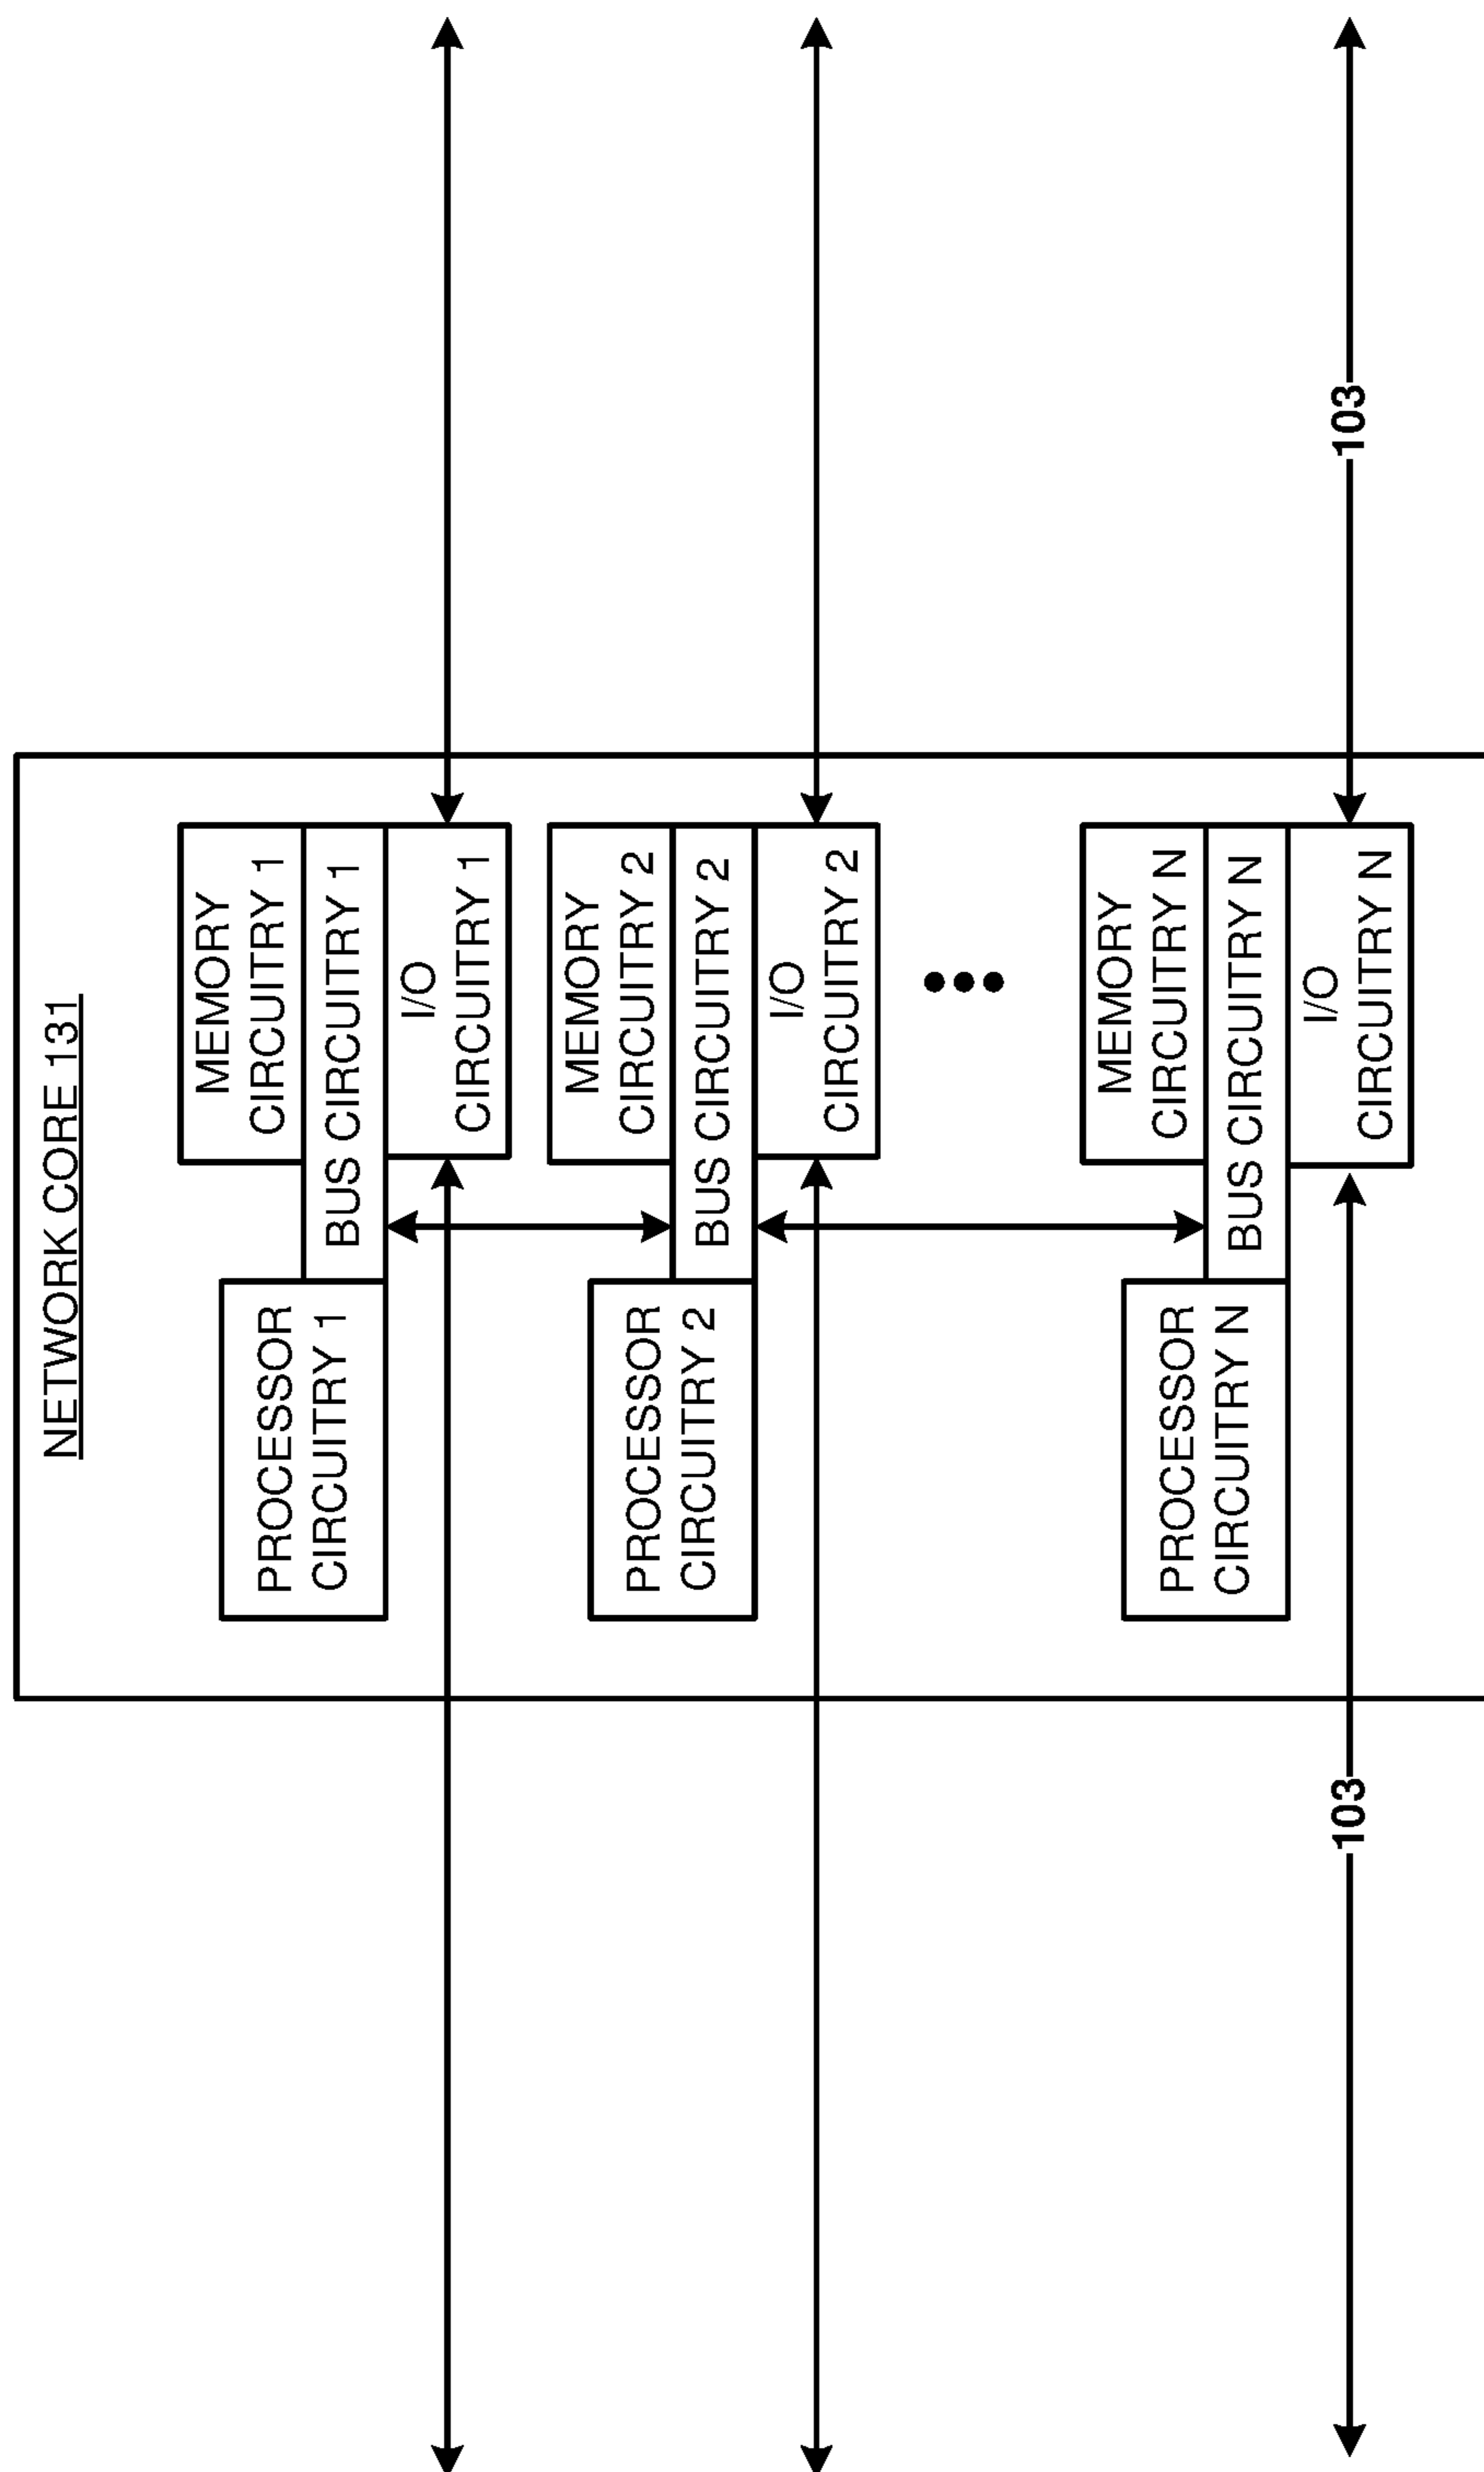 NETWORK CORE 131
PROCESSOR
CIRCUITRY 1
MEMORY
CIRCUITRY 1
BUS CIRCUITRY 1
I/O
CIRCUITRY 1
PROCESSOR
CIRCUITRY 2
MEMORY
CIRCUITRY 2
BUS CIRCUITRY 2
I/O
CIRCUITRY 2
PROCESSOR
CIRCUITRY N
MEMORY
CIRCUITRY N
BUS CIRCUITRY N
I/O
CIRCUITRY N
103
103